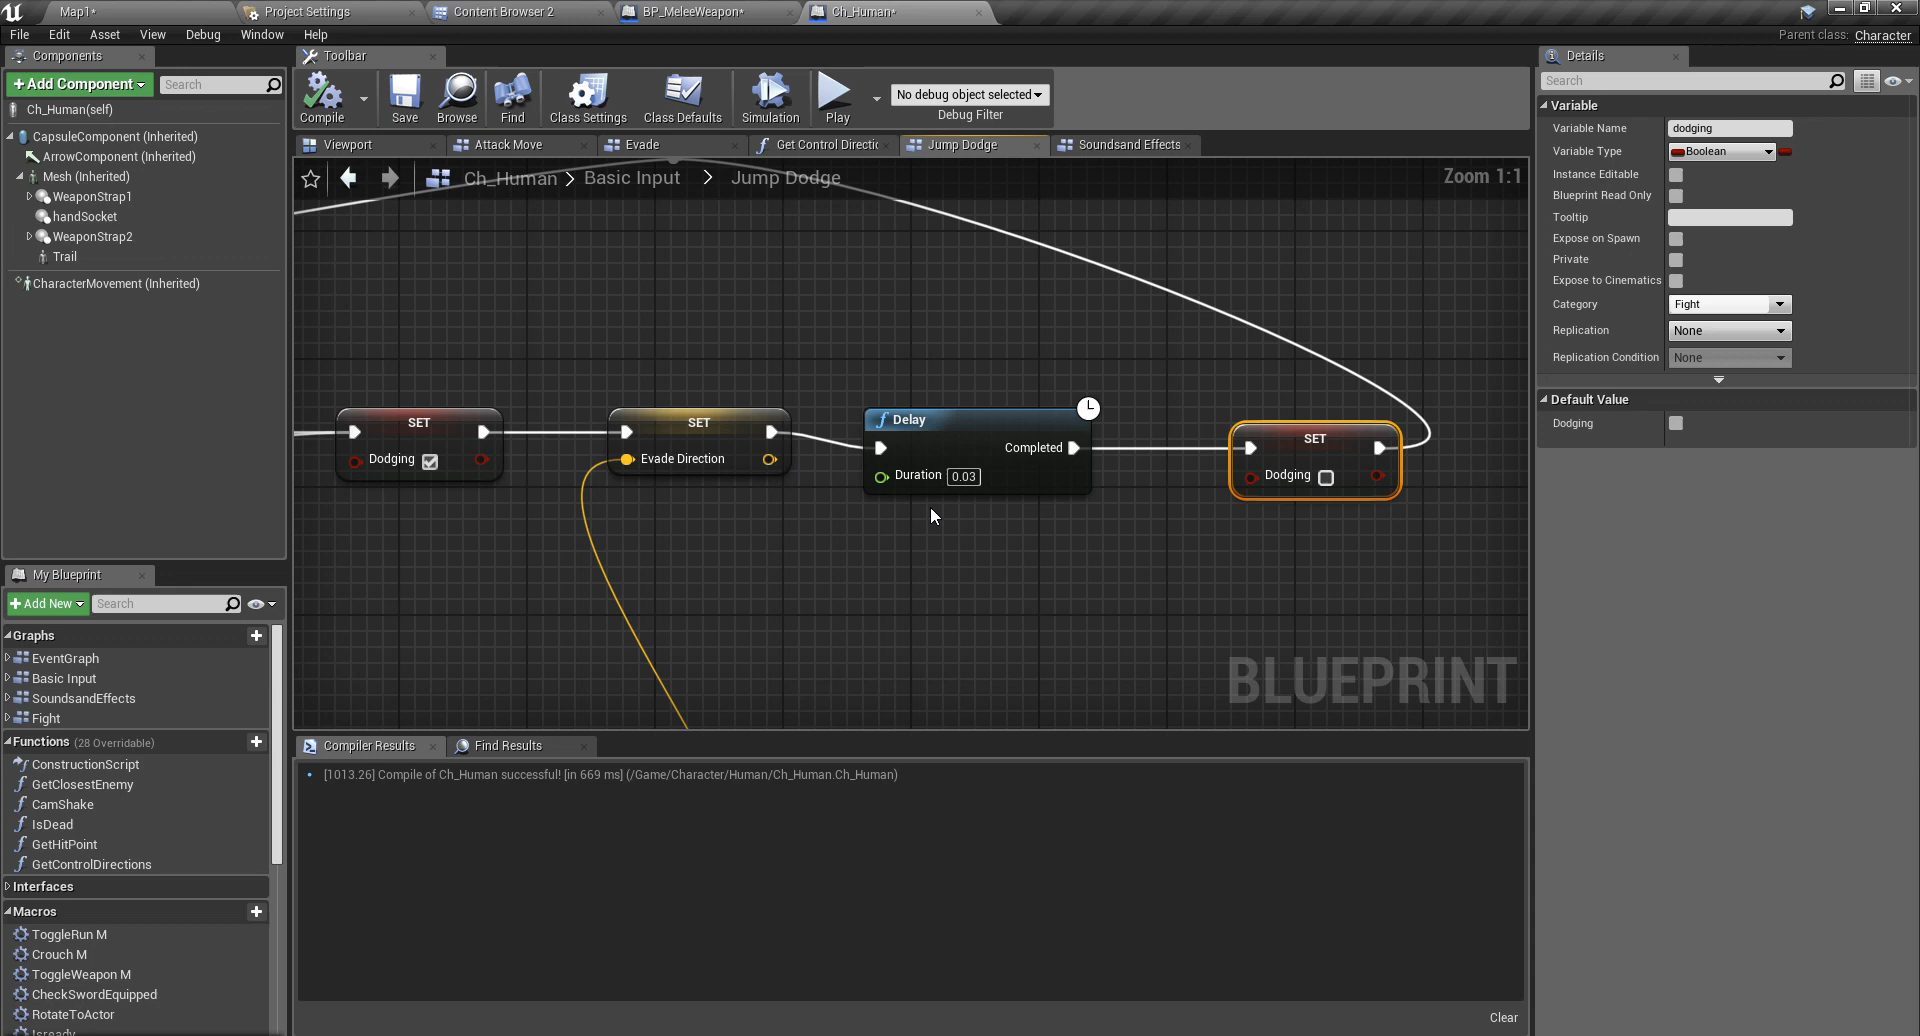 Map1*
Project Settings
Content Browser 2
BP_MeleeWeapon*
Ch_Human*
File Edit Asset View Debug Window Help
Parent class: Character
Components
+Add Component
Search
Ch_Human(self)
CapsuleComponent (Inherited)
ArrowComponent (Inherited)
Mesh (Inherited)
WeaponStrap1
handSocket
WeaponStrap2
Trail
CharacterMovement (Inherited)
Toolbar
Compile Save Browse Find Class Settings Class Defaults Simulation Play
No debug object selected
Debug Filter
Viewport
Attack Move
Evade
Get Control Directic
Jump Dodge
Soundsand Effects
Ch_Human > Basic Input > Jump Dodge
Zoom 1:1
SET
Dodging
SET
Evade Direction
Delay
Completed
Duration 0.03
SET
Dodging
BLUEPRINT
My Blueprint
+Add New
Search
Graphs
EventGraph
Basic Input
SoundsandEffects
Fight
Functions (28 Overridable)
ConstructionScript
GetClosestEnemy
CamShake
IsDead
GetHitPoint
GetControlDirections
Interfaces
Macros
ToggleRun M
Crouch M
ToggleWeapon M
CheckSwordEquipped
RotateToActor
Isready
Compiler Results
Find Results
[1013.26] Compile of Ch_Human successful! [in 669 ms] (/Game/Character/Human/Ch_Human.Ch_Human)
Clear
Details
Search
Variable
Variable Name dodging
Variable Type Boolean
Instance Editable
Blueprint Read Only
Tooltip
Expose on Spawn
Private
Expose to Cinematics
Category Fight
Replication None
Replication Condition None
Default Value
Dodging